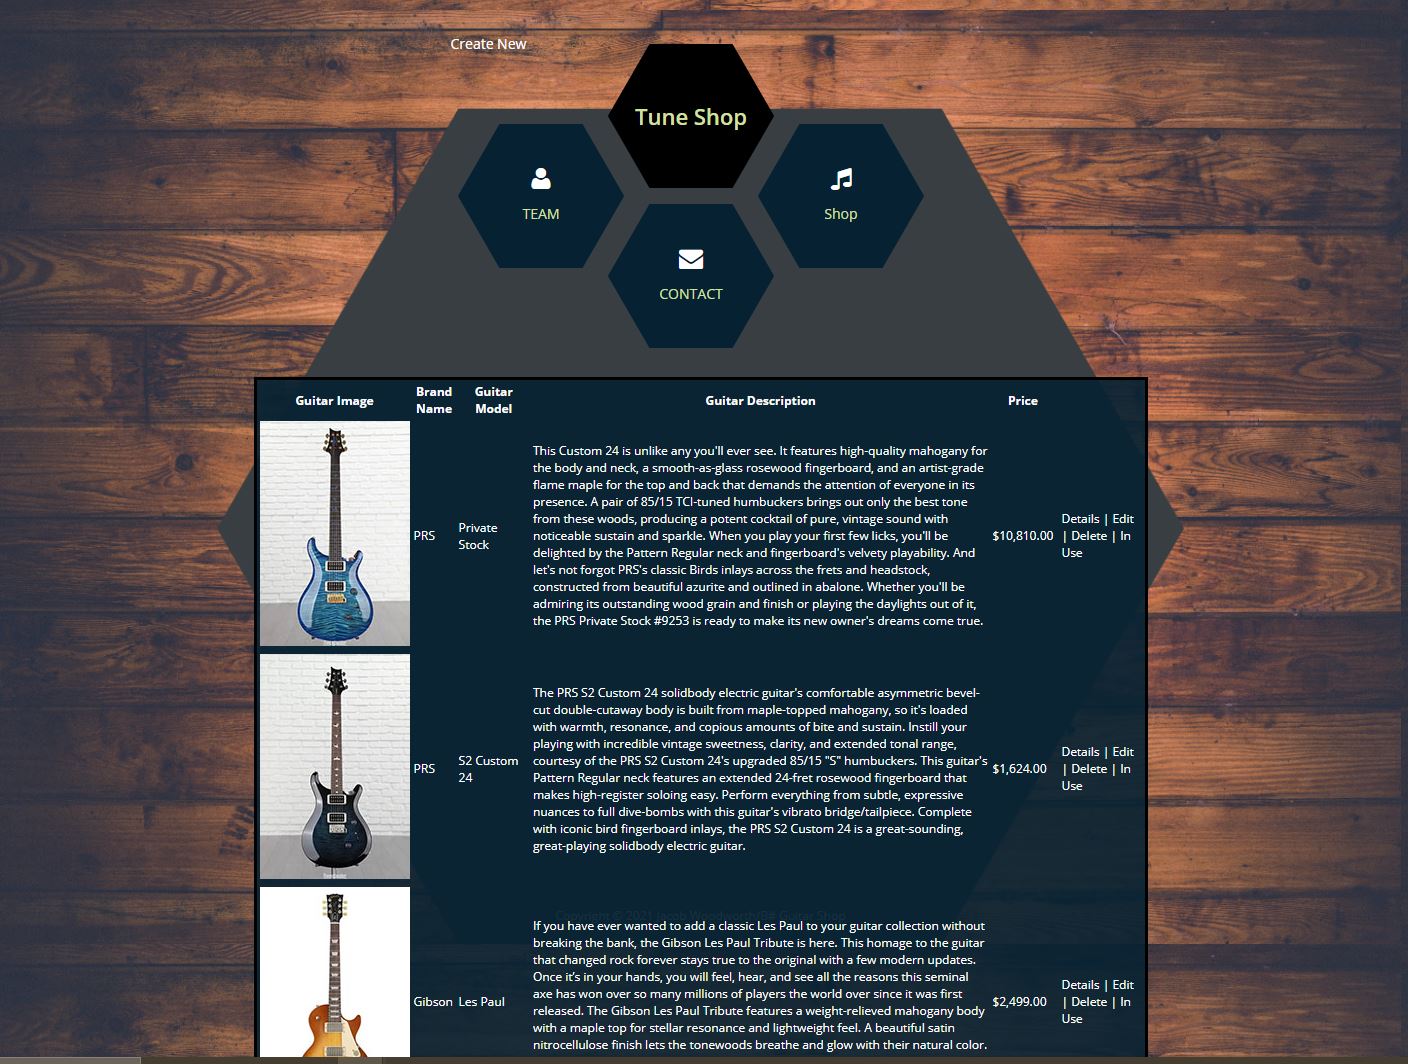 Create New
Tune Shop
TEAM
Shop
CONTACT
Guitar Image
Brand Name
Guitar Model
Guitar Description
Price
PRS
Private
Stock
This Custom 24 is unlike any you'll ever see. It features high-quality mahogany for
the body and neck, a smooth-as-glass rosewood fingerboard, and an artist-grade
flame maple for the top and back that demands the attention of everyone in its
presence. A pair of 85/15 TCI-tuned humbuckers brings out only the best tone
from these woods, producing a potent cocktail of pure, vintage sound with
noticeable sustain and sparkle. When you play your first few licks, you'll be
delighted by the Pattern Regular neck and fingerboard's velvety playability. And
let's not forgot PRS's classic Birds inlays across the frets and headstock,
constructed from beautiful azurite and outlined in abalone. Whether you'll be
admiring its outstanding wood grain and finish or playing the daylights out of it,
the PRS Private Stock #9253 is ready to make its new owner's dreams come true.
$10,810.00
Details | Edit
| Delete | In
Use
PRS
S2 Custom
24
The PRS S2 Custom 24 solidbody electric guitar's comfortable asymmetric bevel-
cut double-cutaway body is built from maple-topped mahogany, so it's loaded
with warmth, resonance, and copious amounts of bite and sustain. Instill your
playing with incredible vintage sweetness, clarity, and extended tonal range,
courtesy of the PRS S2 Custom 24's upgraded 85/15 "S" humbuckers. This guitar's
Pattern Regular neck features an extended 24-fret rosewood fingerboard that
makes high-register soloing easy. Perform everything from subtle, expressive
nuances to full dive-bombs with this guitar's vibrato bridge/tailpiece. Complete
with iconic bird fingerboard inlays, the PRS S2 Custom 24 is a great-sounding,
great-playing solidbody electric guitar.
$1,624.00
Details | Edit
| Delete | In
Use
Copyright © 2021 Jacob Guitar Shop
Gibson
Les Paul
If you have ever wanted to add a classic Les Paul to your guitar collection without
breaking the bank, the Gibson Les Paul Tribute is here. This homage to the guitar
that changed rock forever stays true to the original with a few modern updates.
Once it's in your hands, you will feel, hear, and see all the reasons this seminal
axe has won over so many millions of players the world over since it was first
released. The Gibson Les Paul Tribute features a weight-relieved mahogany body
with a maple top for stellar resonance and lightweight feel. A beautiful satin
nitrocellulose finish lets the tonewoods breathe and glow with their natural color.
$2,499.00
Details | Edit
| Delete | In
Use